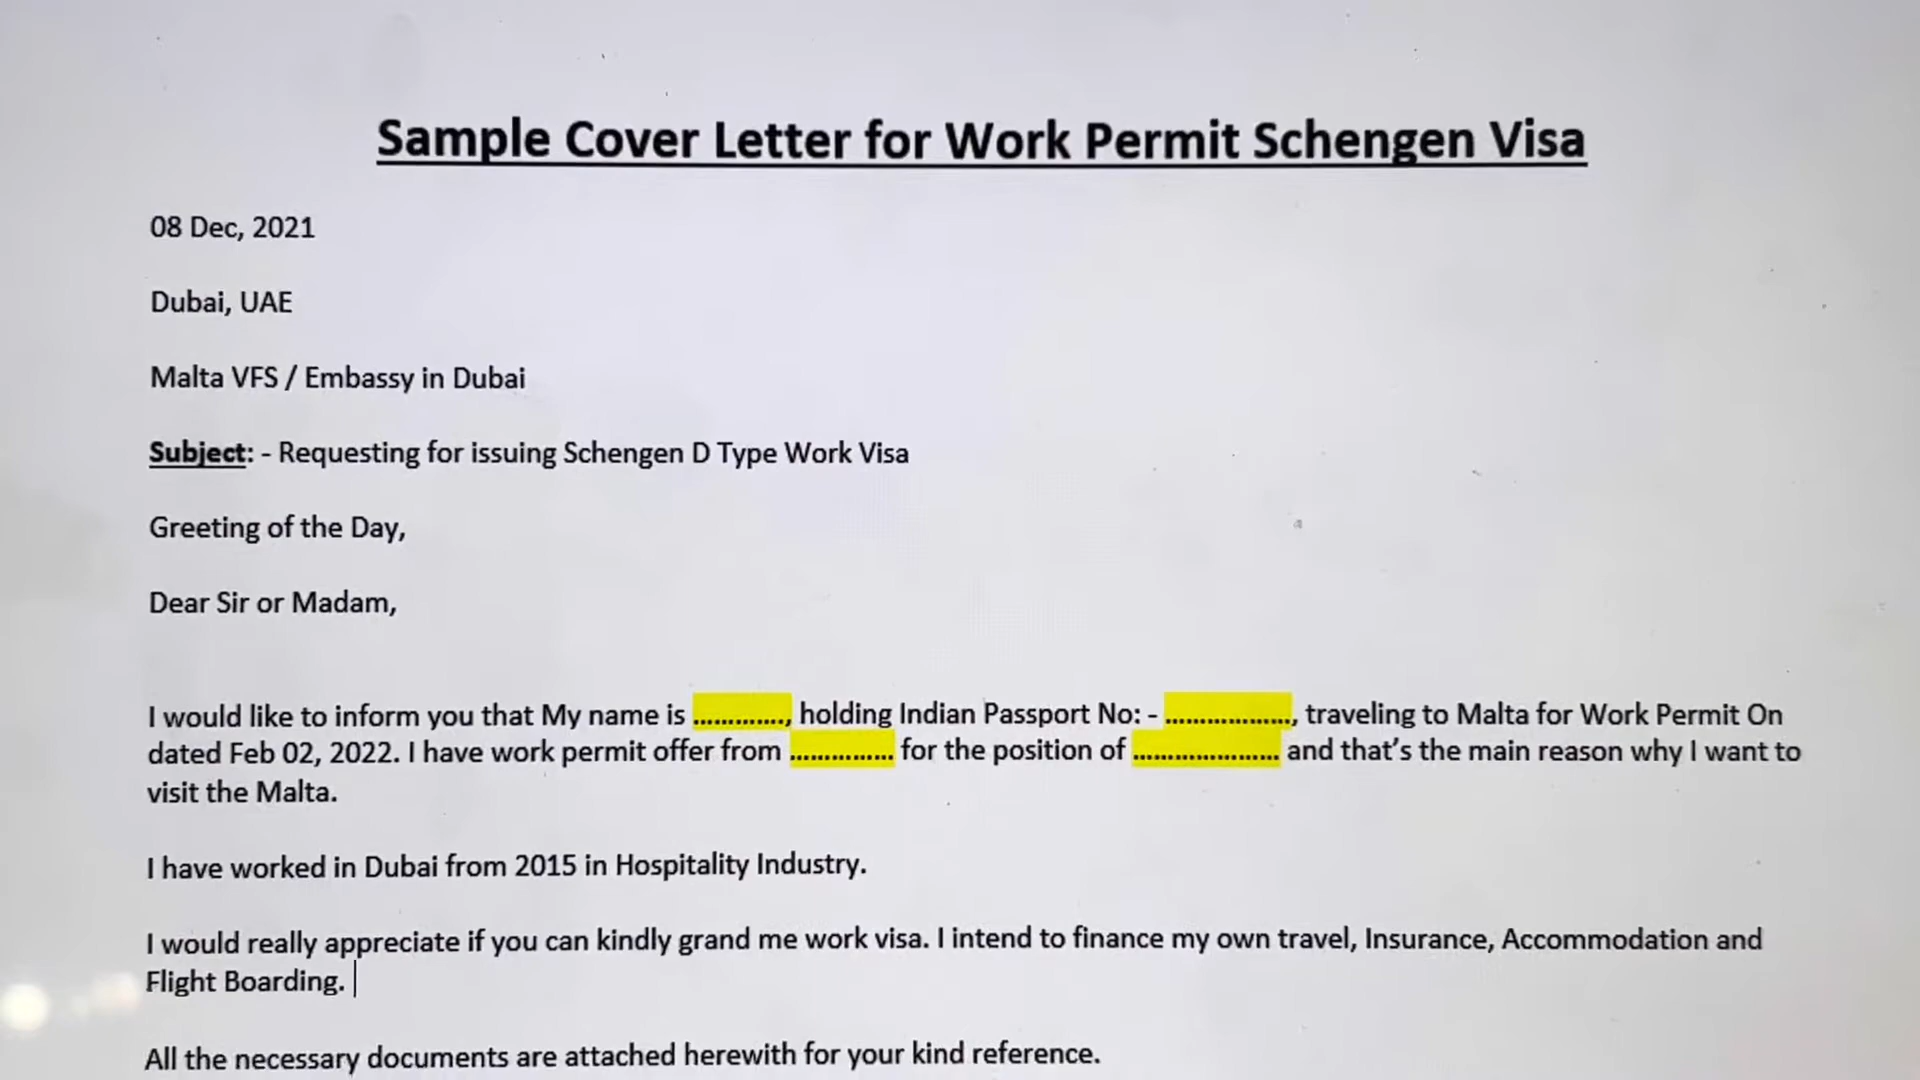 Sample Cover Letter for Work Permit Schengen Visa
08 Dec, 2021
Dubai, UAE
Malta VFS / Embassy in Dubai
Subject: - Requesting for issuing Schengen D Type Work Visa
Greeting of the Day,
Dear Sir or Madam,
I would like to inform you that My name is ............., holding Indian Passport No: - .................., traveling to Malta for Work Permit On
dated Feb 02, 2022. I have work permit offer from ............... for the position of ..................... and that's the main reason why I want to
visit the Malta.
I have worked in Dubai from 2015 in Hospitality Industry.
I would really appreciate if you can kindly grand me work visa. I intend to finance my own travel, Insurance, Accommodation and
Flight Boarding.
All the necessary documents are attached herewith for your kind reference.